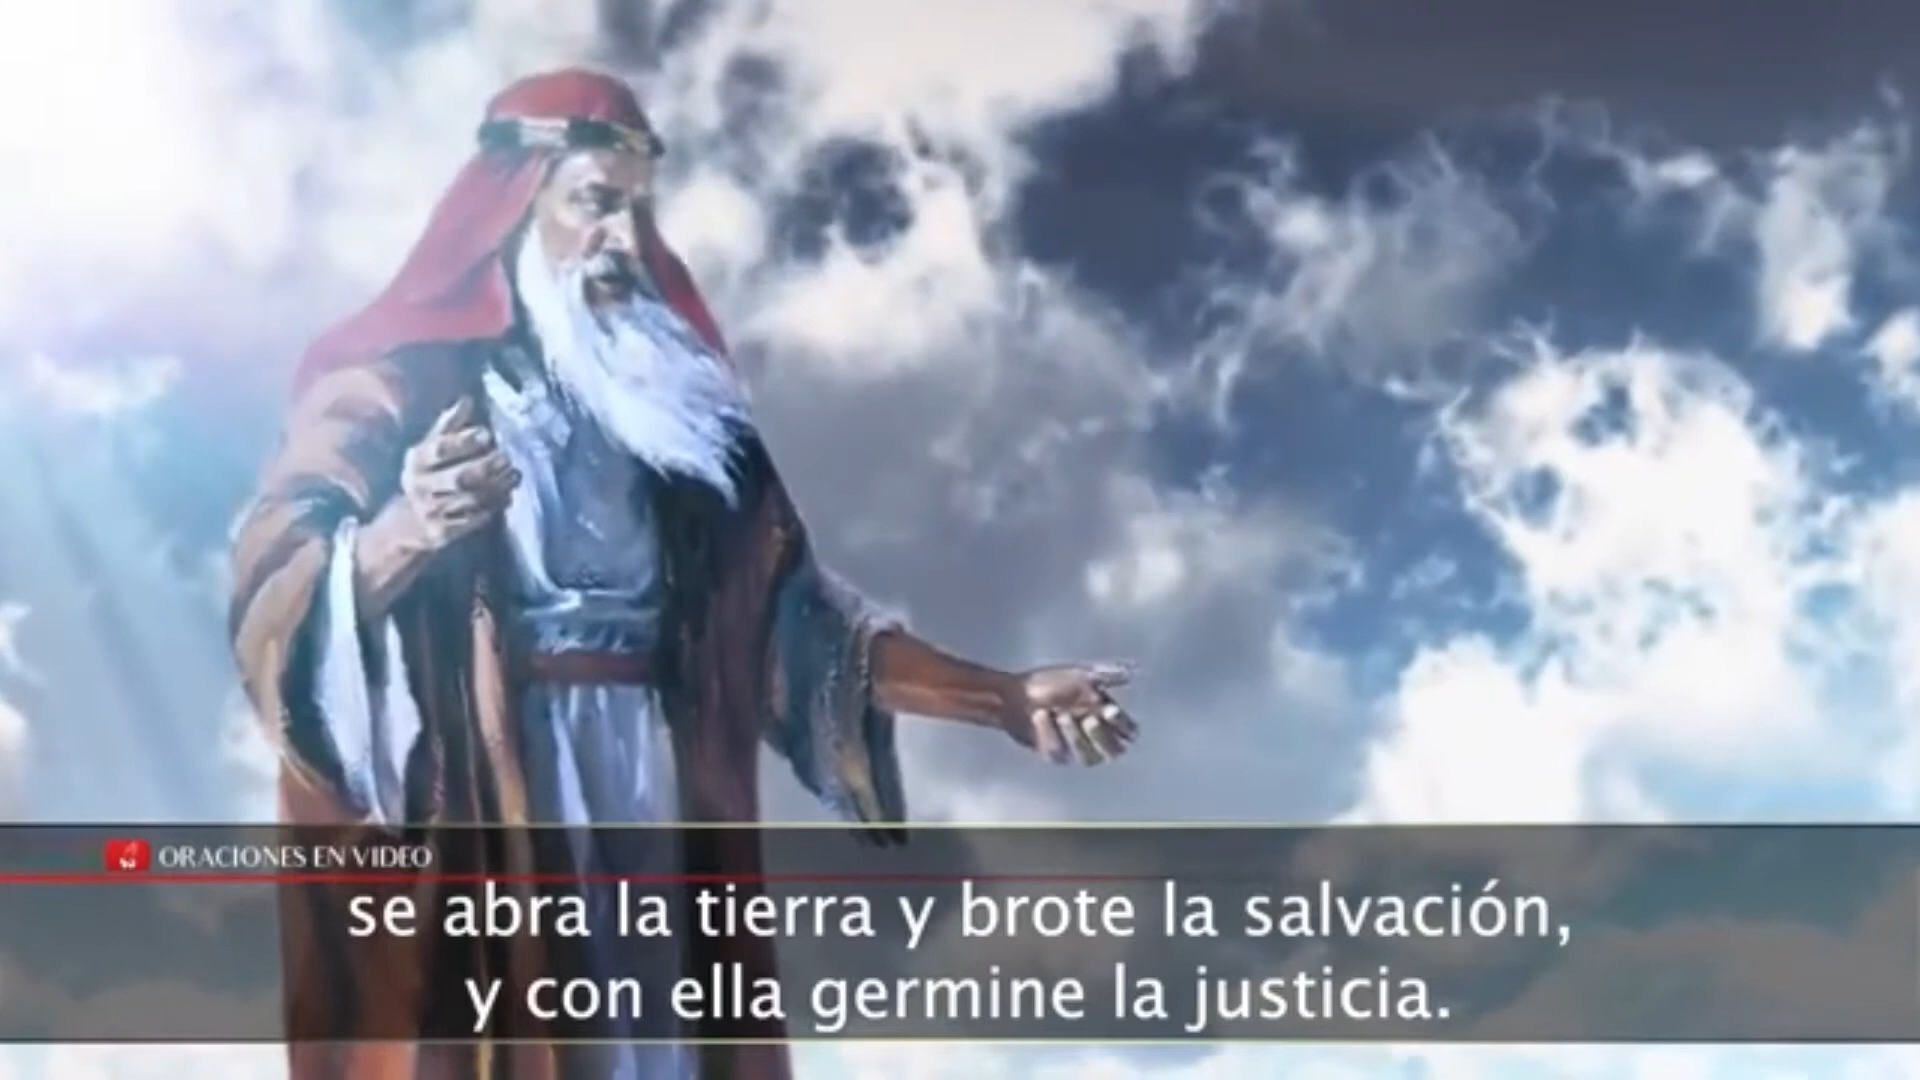 ORACIONES EN VIDEO
se abra la tierra y brote la salvación,
y con ella germine la justicia.